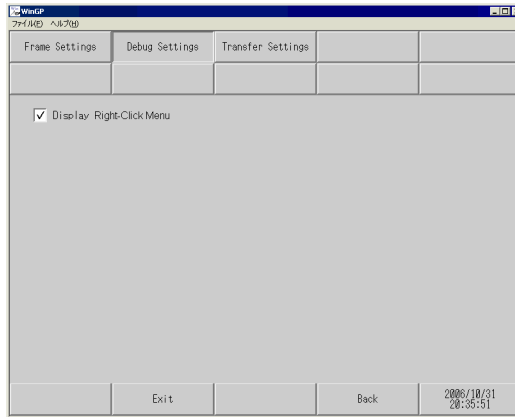 WinGP
ファイル(F) ヘルプ(H)
Frame Settings Debug Settings Transfer Settings
Display Right-Click Menu
Exit Back 2006/10/31
20:35:51